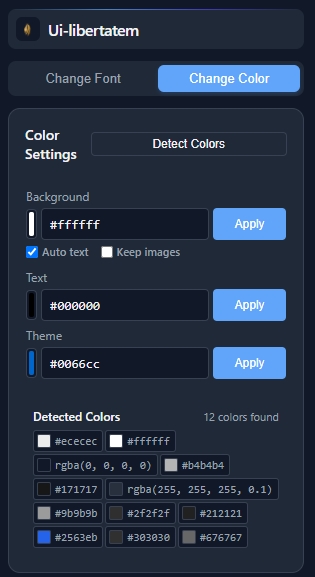 Ui-libertatem
Change Font Change Color
Color Settings Detect Colors
Background
#ffffff Apply
Auto text Keep images
Text
#000000 Apply
Theme
#0066cc Apply
Detected Colors 12 colors found
#ececec #ffffff
rgba(0, 0, 0, 0) #b4b4b4
#171717 rgba(255, 255, 255, 0.1)
#9b9b9b #2f2f2f #212121
#2563eb #303030 #676767